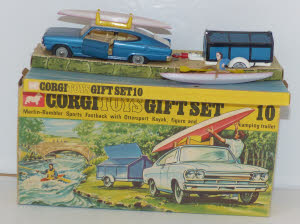 CORGI TOYS GIFT SET 10
CORGI TOYS GIFT SET
10
Marlin-Rambler Sports Fastback with Ottersport Kayak, figure and
camping trailer